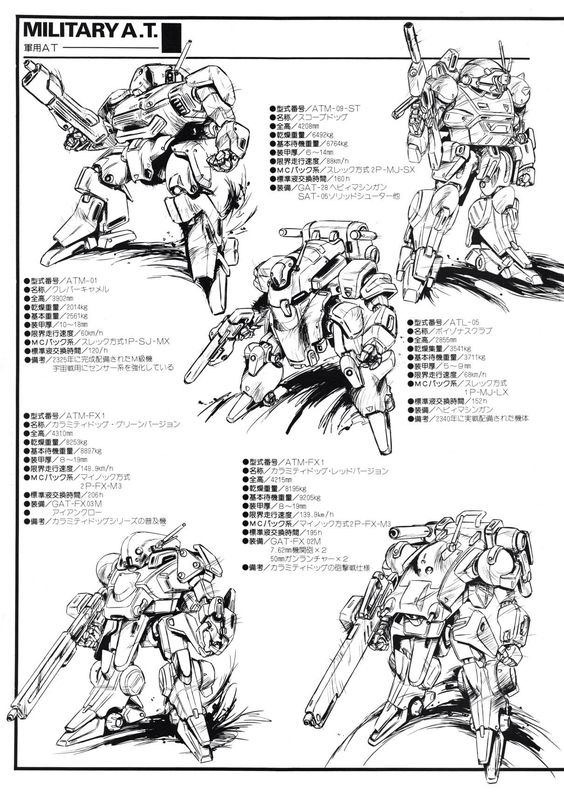 MILITARY A.T.
軍用AT
●型式番号/ATM-09-ST
●名称/スコープドッグ
●全高/4208mm
●乾燥重量/6492kg
●基本待機重量/6764kg
●装甲厚/6〜14mm
●限界走行速度/88km/h
●MCパック系/スレック方式2P-MJ-SX
●標準液交換時間/160h
●装備/GAT-28ヘビィマシンガン
SAT-05ソリッドシューター他
●型式番号/ATM-01
●名称/クレバーキャメル
●全高/3902mm
●乾燥重量/2014kg
●基本重量/2561kg
●装甲厚/10〜18mm
●限界走行速度/60km/h
●MCパック系/スレック方式1P-SJ-MX
●標準液交換時間/120/h
●備考/2325年に完成配備されたM級機
宇宙戦用にセンサー系を強化している
●型式番号/ATL-05
●名称/ポイゾナスクラブ
●全高/2855mm
●乾燥集量/3541kg
●基本待機重量/3711kg
●装甲厚/5〜9mm
●限界走行速度/68km/h
●MCパック系/スレック方式
1P-MJ-LX
●標準液交換時間/152h
●装備/ヘビィマシンガン
●備考/2340年に実戦配備された機体
●型式番号/ATM-FX1
●名称/カラミティドッグ・グリーンバージョン
●全高/4310mm
●乾燥重量/8253kg
●基本待機重量/8897kg
●装甲厚/8〜19mm
●限界走行速度/148.9km/h
●MCパック系/マイノック方式
2P-FX-M3
●標準液交換時間/206h
●装備/GAT-FX03M
アイアンクロー
●備考/カラミティドッグシリーズの普及機
●型式番号/ATM-FX1
●名称/カラミティドッグ・レッドバージョン
●全高/4215mm
●乾燥重量/8195kg
●基本待機重量/9205kg
●装甲厚/8〜19mm
●限界走行速度/139.9km/h
●MCパック系/マイノック方式2P-FX-M3
●標準液交換時間/195h
●装備/GAT-FX02M
7.62mm機関砲×2
50mmガンランチャー×2
●備考/カラミティドッグの砲撃戦仕様